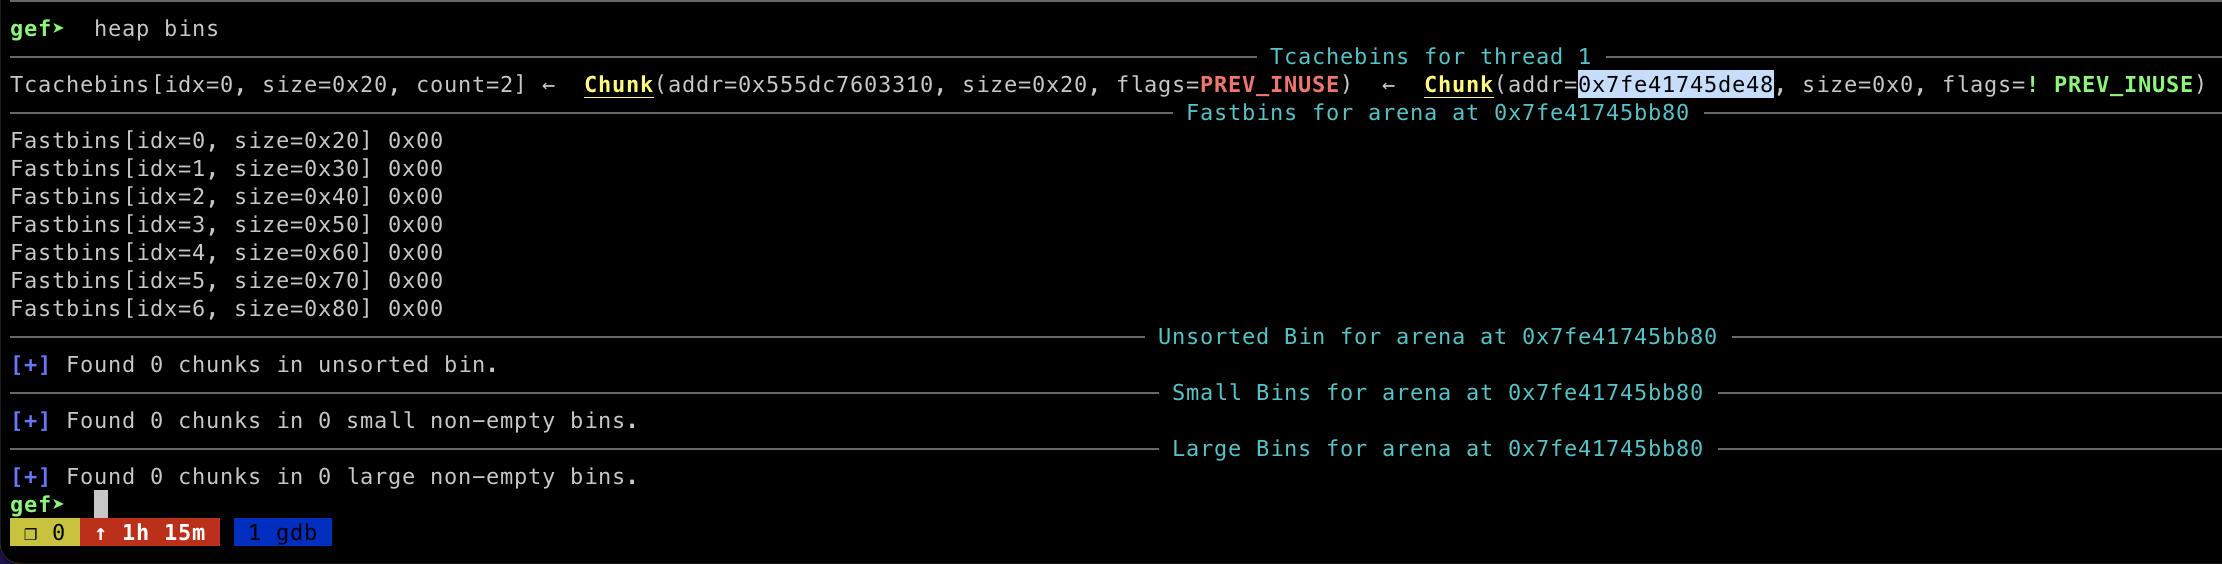 gef➤  heap bins
Tcachebins for thread 1
Tcachebins[idx=0, size=0x20, count=2] ←  Chunk(addr=0x555dc7603310, size=0x20, flags=PREV_INUSE)  ←  Chunk(addr=0x7fe41745de48, size=0x0, flags=! PREV_INUSE)
Fastbins for arena at 0x7fe41745bb80
Fastbins[idx=0, size=0x20] 0x00
Fastbins[idx=1, size=0x30] 0x00
Fastbins[idx=2, size=0x40] 0x00
Fastbins[idx=3, size=0x50] 0x00
Fastbins[idx=4, size=0x60] 0x00
Fastbins[idx=5, size=0x70] 0x00
Fastbins[idx=6, size=0x80] 0x00
Unsorted Bin for arena at 0x7fe41745bb80
[+] Found 0 chunks in unsorted bin.
Small Bins for arena at 0x7fe41745bb80
[+] Found 0 chunks in 0 small non-empty bins.
Large Bins for arena at 0x7fe41745bb80
[+] Found 0 chunks in 0 large non-empty bins.
gef➤
❐ 0 ↑ 1h 15m 1 gdb